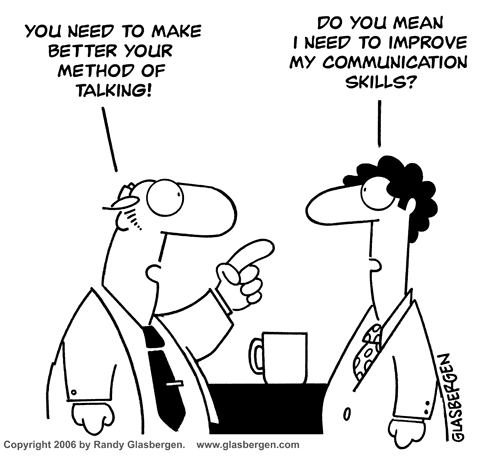 YOU NEED TO MAKE
BETTER YOUR
METHOD OF
TALKING!
DO YOU MEAN
I NEED TO IMPROVE
MY COMMUNICATION
SKILLS?
GLASBERGEN
Copyright 2006 by Randy Glasbergen. www.glasbergen.com